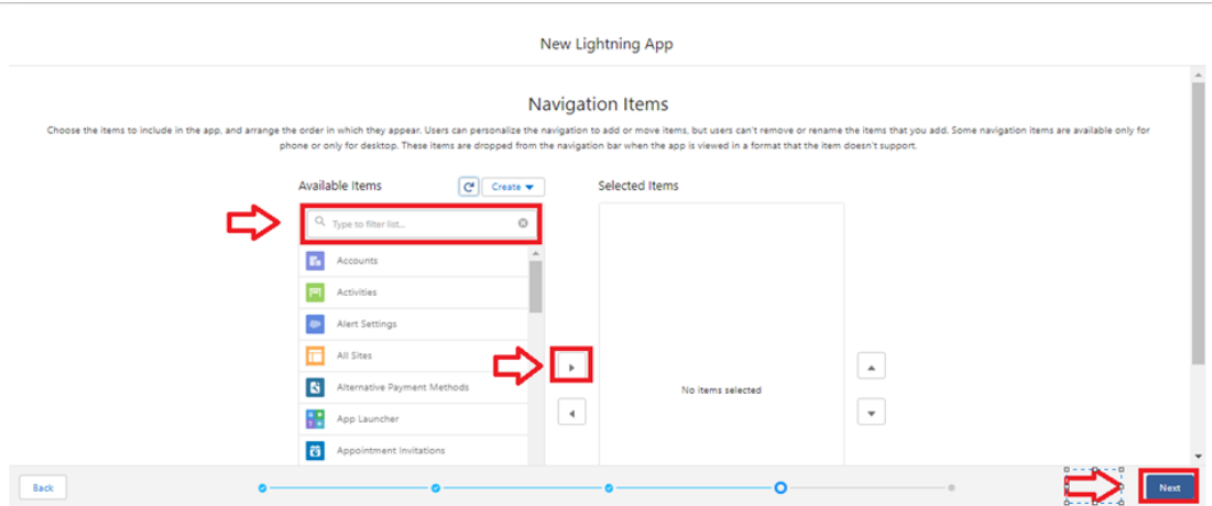 New Lightning App
Navigation Items
Choose the items to include in the app, and arrange the order in which they appear. Users can personalize the navigation to add or move items, but users can't remove or rename the items that you add. Some navigation items are available only for
phone or only for desktop. These items are dropped from the navigation bar when the app is viewed in a format that the item doesn't support.
Available Items
Create
Selected Items
Type to filter list...
Accounts
Activities
Alert Settings
All Sites
Alternative Payment Methods
App Launcher
Appointment Invitations
No items selected
Back
Next